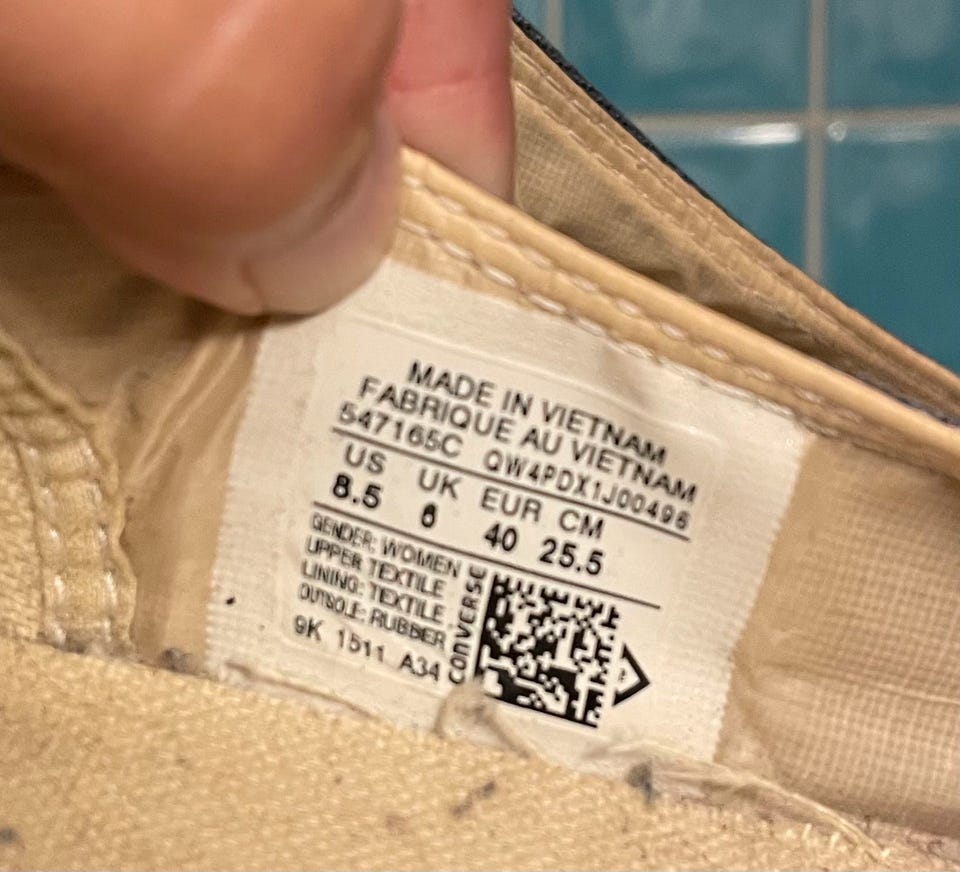 MADE IN VIETNAM
FABRIQUE AU VIETNAM
547165C QW4PDX1J00496
US UK EUR CM
8.5 6 40 25.5
GENDER: WOMEN
UPPER TEXTILE
LINING: TEXTILE
OUTSOLE: RUBBER
9K 1511 A34
CONVERSE